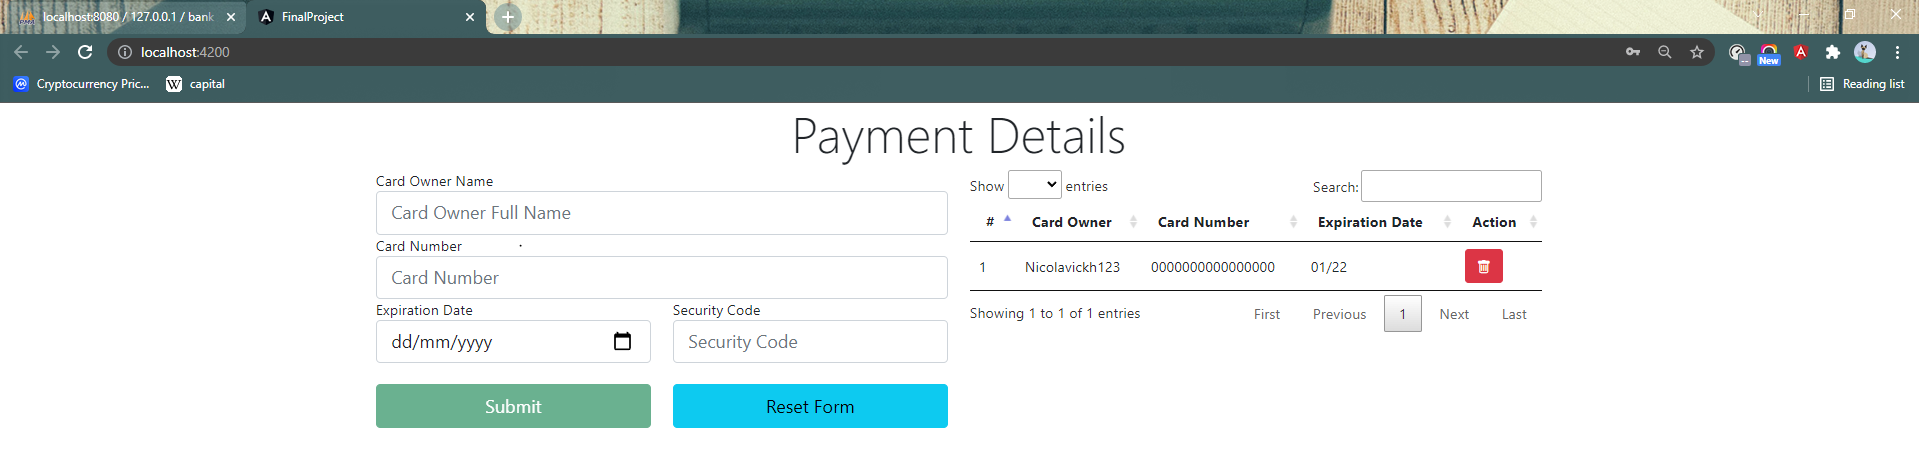 localhost:8080 / 127.0.0.1 / bank
FinalProject
localhost:4200
New
Cryptocurrency Pric...
W capital
Reading list
Payment Details
Card Owner Name
Card Owner Full Name
Card Number
Card Number
Expiration Date
Security Code
dd/mm/yyyy
Security Code
Submit
Reset Form
Show entries
Search:
# Card Owner Card Number Expiration Date Action
1 Nicolavickh123 0000000000000000 01/22
Showing 1 to 1 of 1 entries
First Previous 1 Next Last